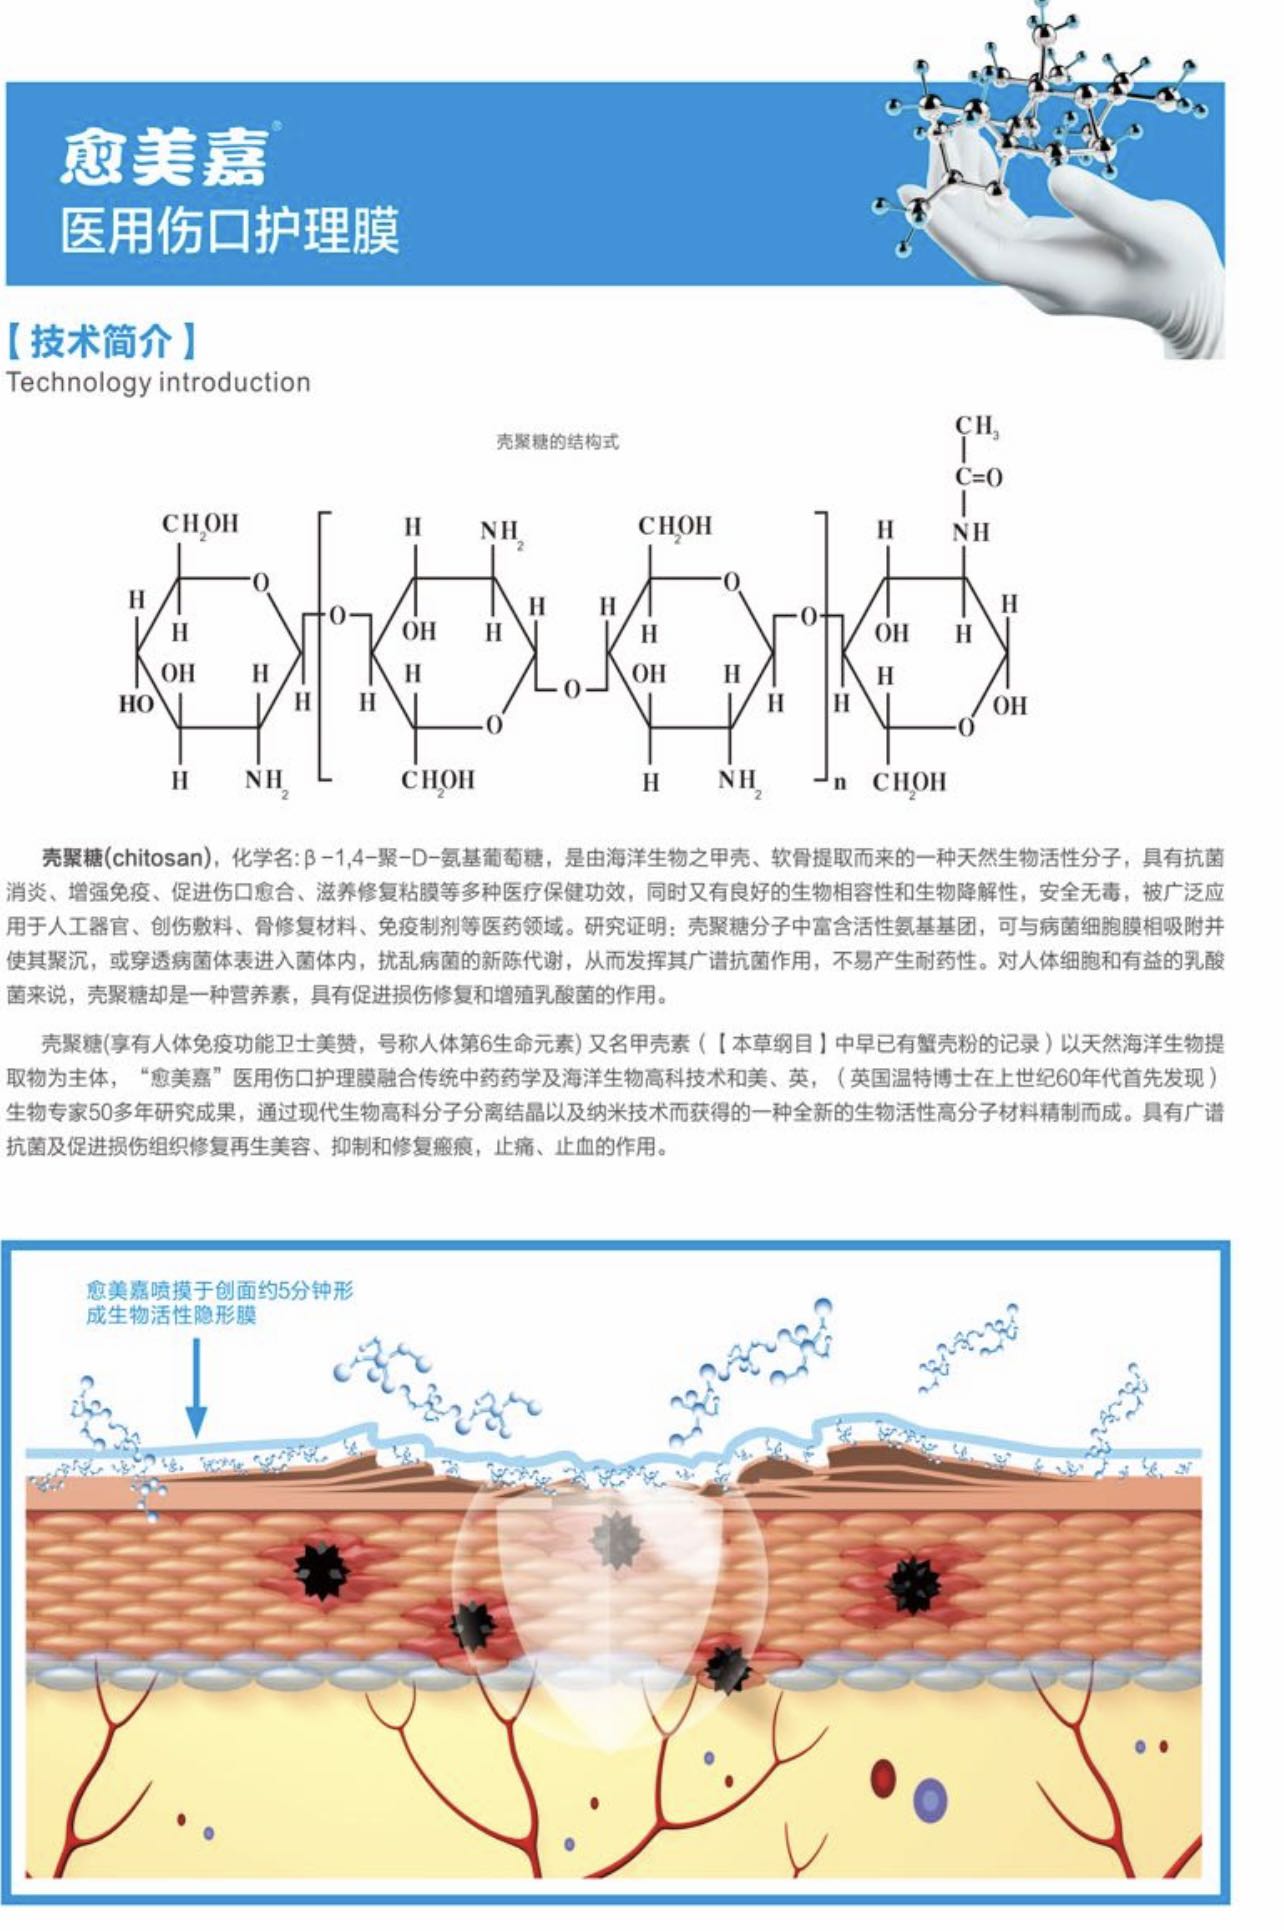 愈美嘉®
医用伤口护理膜
【技术简介】
Technology introduction
壳聚糖的结构式
CH₃
C=O
CH₂OH H NH₂ CH₂OH H NH
O O
H H H H
H OH H H OH H
O O
OH H H OH H H
HO H H O H H OH
O O
H NH₂ CH₂OH H NH₂ n CH₂OH
壳聚糖(chitosan)，化学名:β-1,4-聚-D-氨基葡萄糖，是由海洋生物之甲壳、软骨提取而来的一种天然生物活性分子，具有抗菌
消炎、增强免疫、促进伤口愈合、滋养修复粘膜等多种医疗保健功效，同时又有良好的生物相容性和生物降解性，安全无毒，被广泛应
用于人工器官、创伤敷料、骨修复材料、免疫制剂等医药领域。研究证明：壳聚糖分子中富含活性氨基基团，可与病菌细胞膜相吸附并
使其聚沉，或穿透病菌体表进入菌体内，扰乱病菌的新陈代谢，从而发挥其广谱抗菌作用，不易产生耐药性。对人体细胞和有益的乳酸
菌来说，壳聚糖却是一种营养素，具有促进损伤修复和增殖乳酸菌的作用。
壳聚糖(享有人体免疫功能卫士美赞，号称人体第6生命元素) 又名甲壳素（【本草纲目】中早已有蟹壳粉的记录）以天然海洋生物提
取物为主体，“愈美嘉”医用伤口护理膜融合传统中药药学及海洋生物高科技术和美、英，（英国温特博士在上世纪60年代首先发现）
生物专家50多年研究成果，通过现代生物高科分子分离结晶以及纳米技术而获得的一种全新的生物活性高分子材料精制而成。具有广谱
抗菌及促进损伤组织修复再生美容、抑制和修复瘢痕，止痛、止血的作用。
愈美嘉喷摸于创面约5分钟形
成生物活性隐形膜